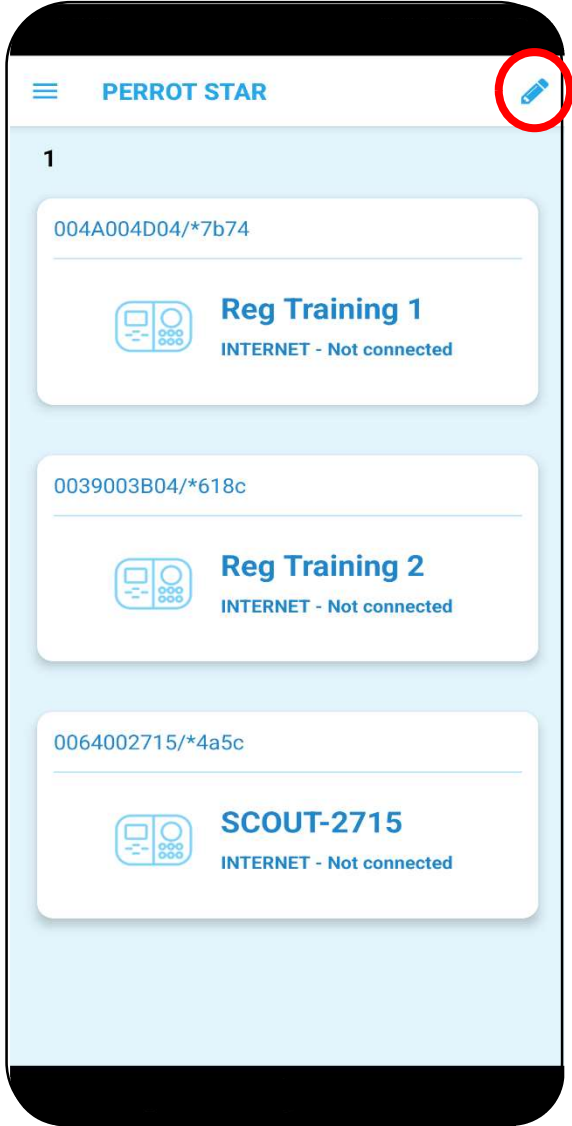 PERROT STAR
1
004A004D04/*7b74
Reg Training 1
INTERNET - Not connected
0039003B04/*618c
Reg Training 2
INTERNET - Not connected
0064002715/*4a5c
SCOUT-2715
INTERNET - Not connected